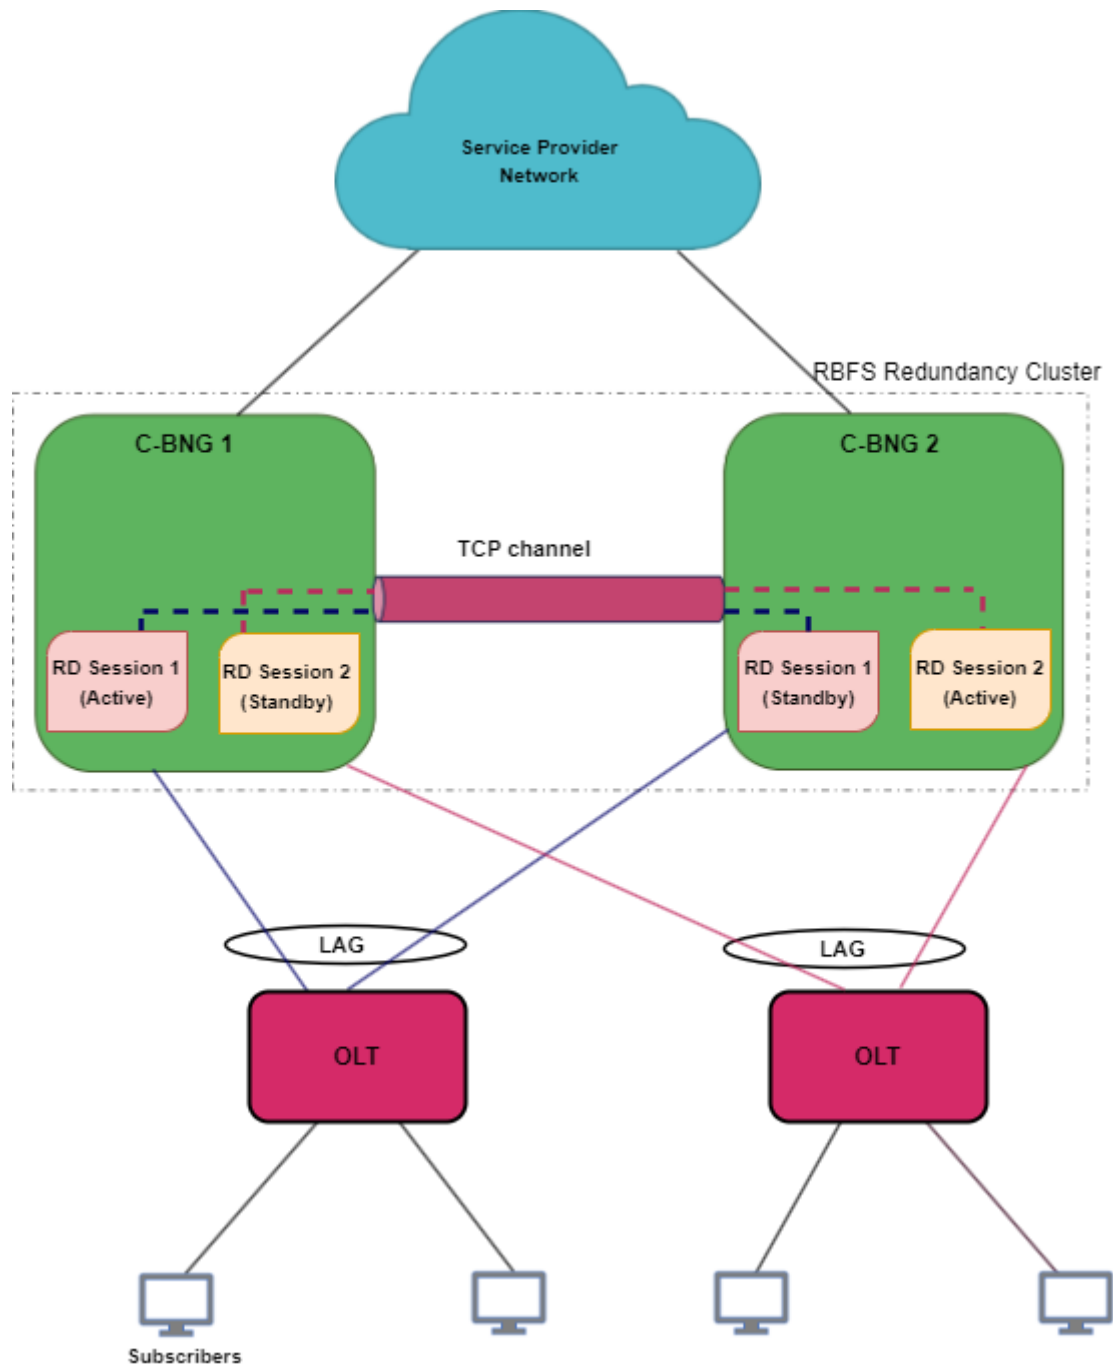 Service Provider
Network
RBFS Redundancy Cluster
C-BNG 1
C-BNG 2
TCP channel
RD Session 1
(Active)
RD Session 2
(Standby)
RD Session 1
(Standby)
RD Session 2
(Active)
LAG
LAG
OLT
OLT
Subscribers